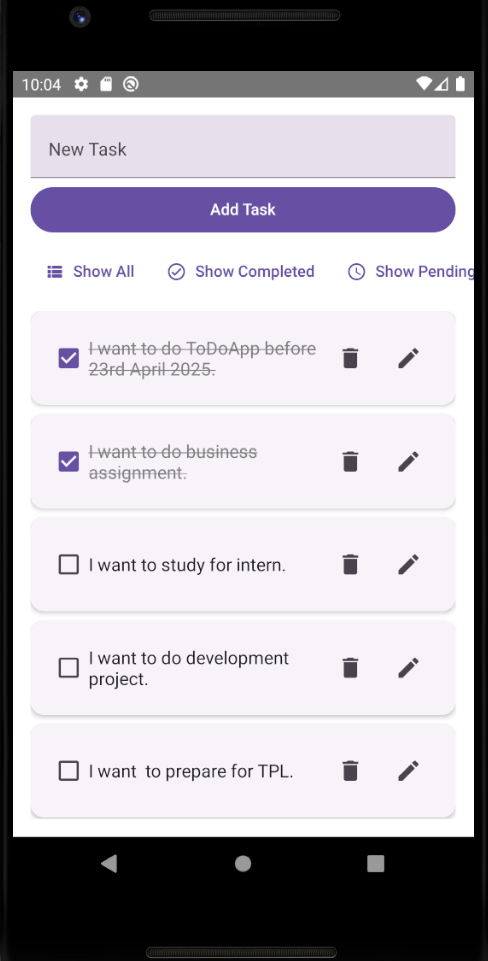 10:04
New Task
Add Task
Show All
Show Completed
Show Pending
I want to do ToDoApp before
23rd April 2025.
I want to do business
assignment.
I want to study for intern.
I want to do development
project.
I want  to prepare for TPL.